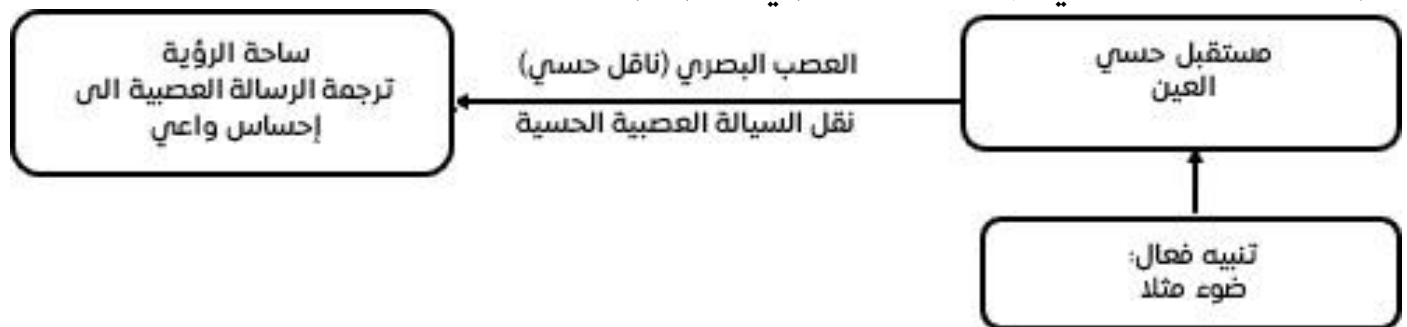 مستقبل حسي
العين
العصب البصري (ناقل حسي)
نقل السيالة العصبية الحسية
ساحة الرؤية
ترجمة الرسالة العصبية الى
إحساس واعي
تنبيه فعال:
ضوء مثلا